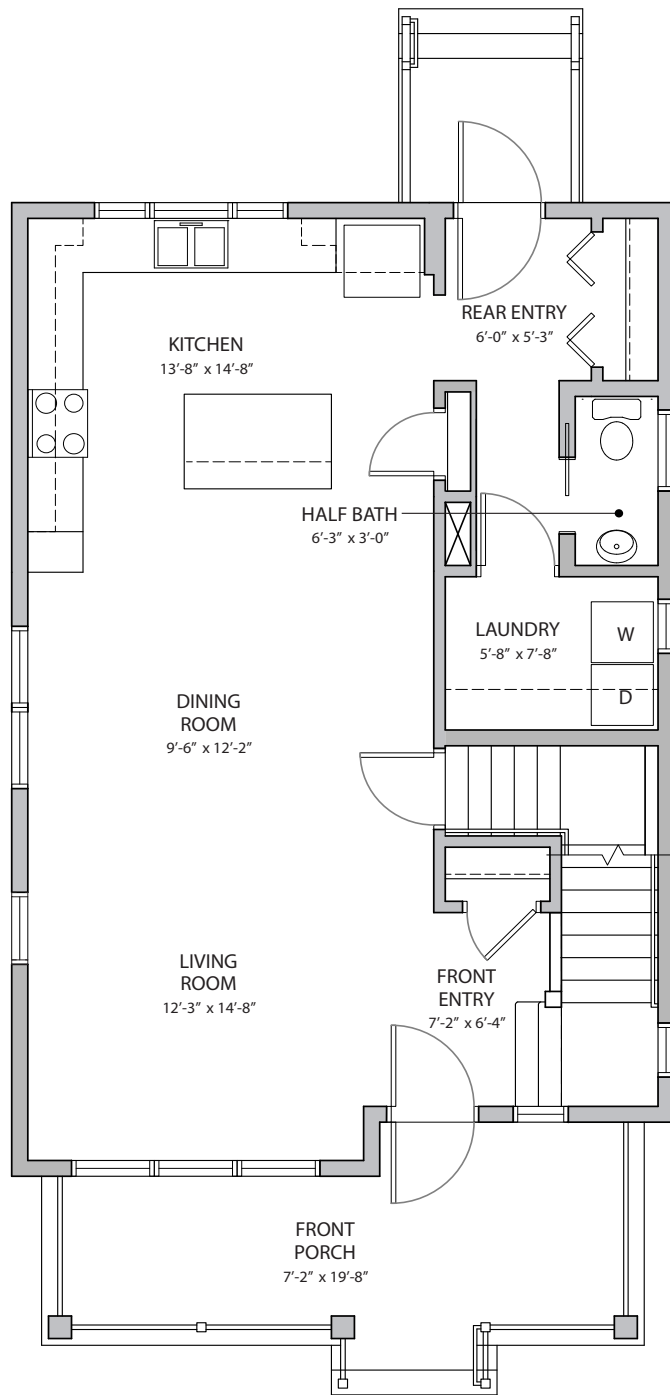 REAR ENTRY
6’-0” x 5’-3”
KITCHEN
13’-8” x 14’-8”
HALF BATH
6’-3” x 3’-0”
LAUNDRY
5’-8” x 7’-8”
W
D
DINING
ROOM
9’-6” x 12’-2”
LIVING
ROOM
12’-3” x 14’-8”
FRONT
ENTRY
7’-2” x 6’-4”
FRONT
PORCH
7’-2” x 19’-8”